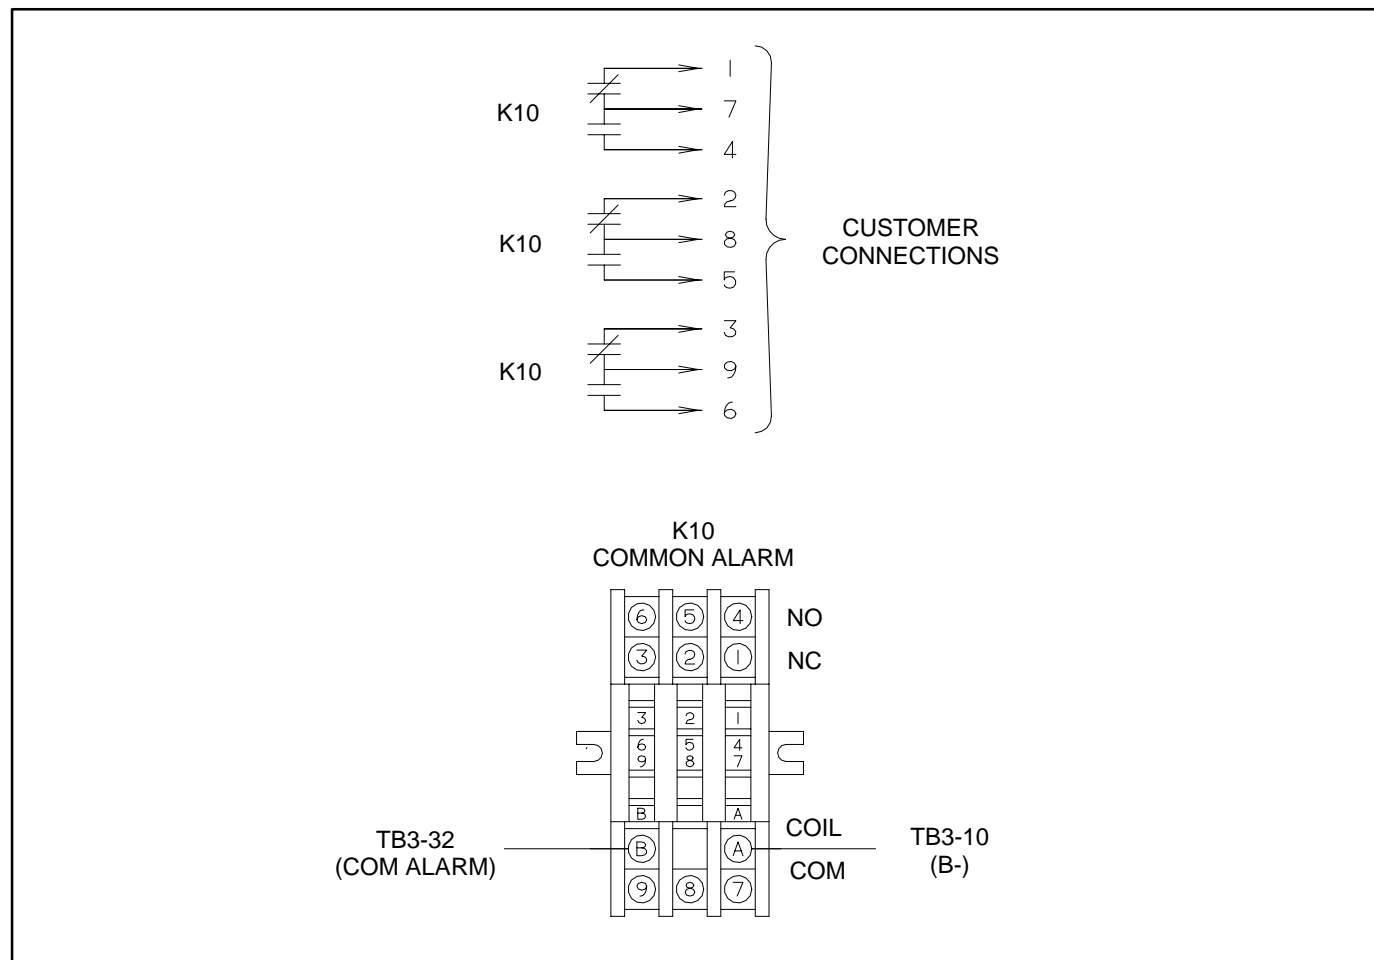 1
K10
7
4
2
K10
8
5
3
K10
9
6
CUSTOMER
CONNECTIONS
K10
COMMON ALARM
6 5 4 NO
3 2 1 NC
3 2 1
6 5 4
9 8 7
B A
COIL
TB3-32
(COM ALARM)
B A
TB3-10
(B-)
COM
9 8 7